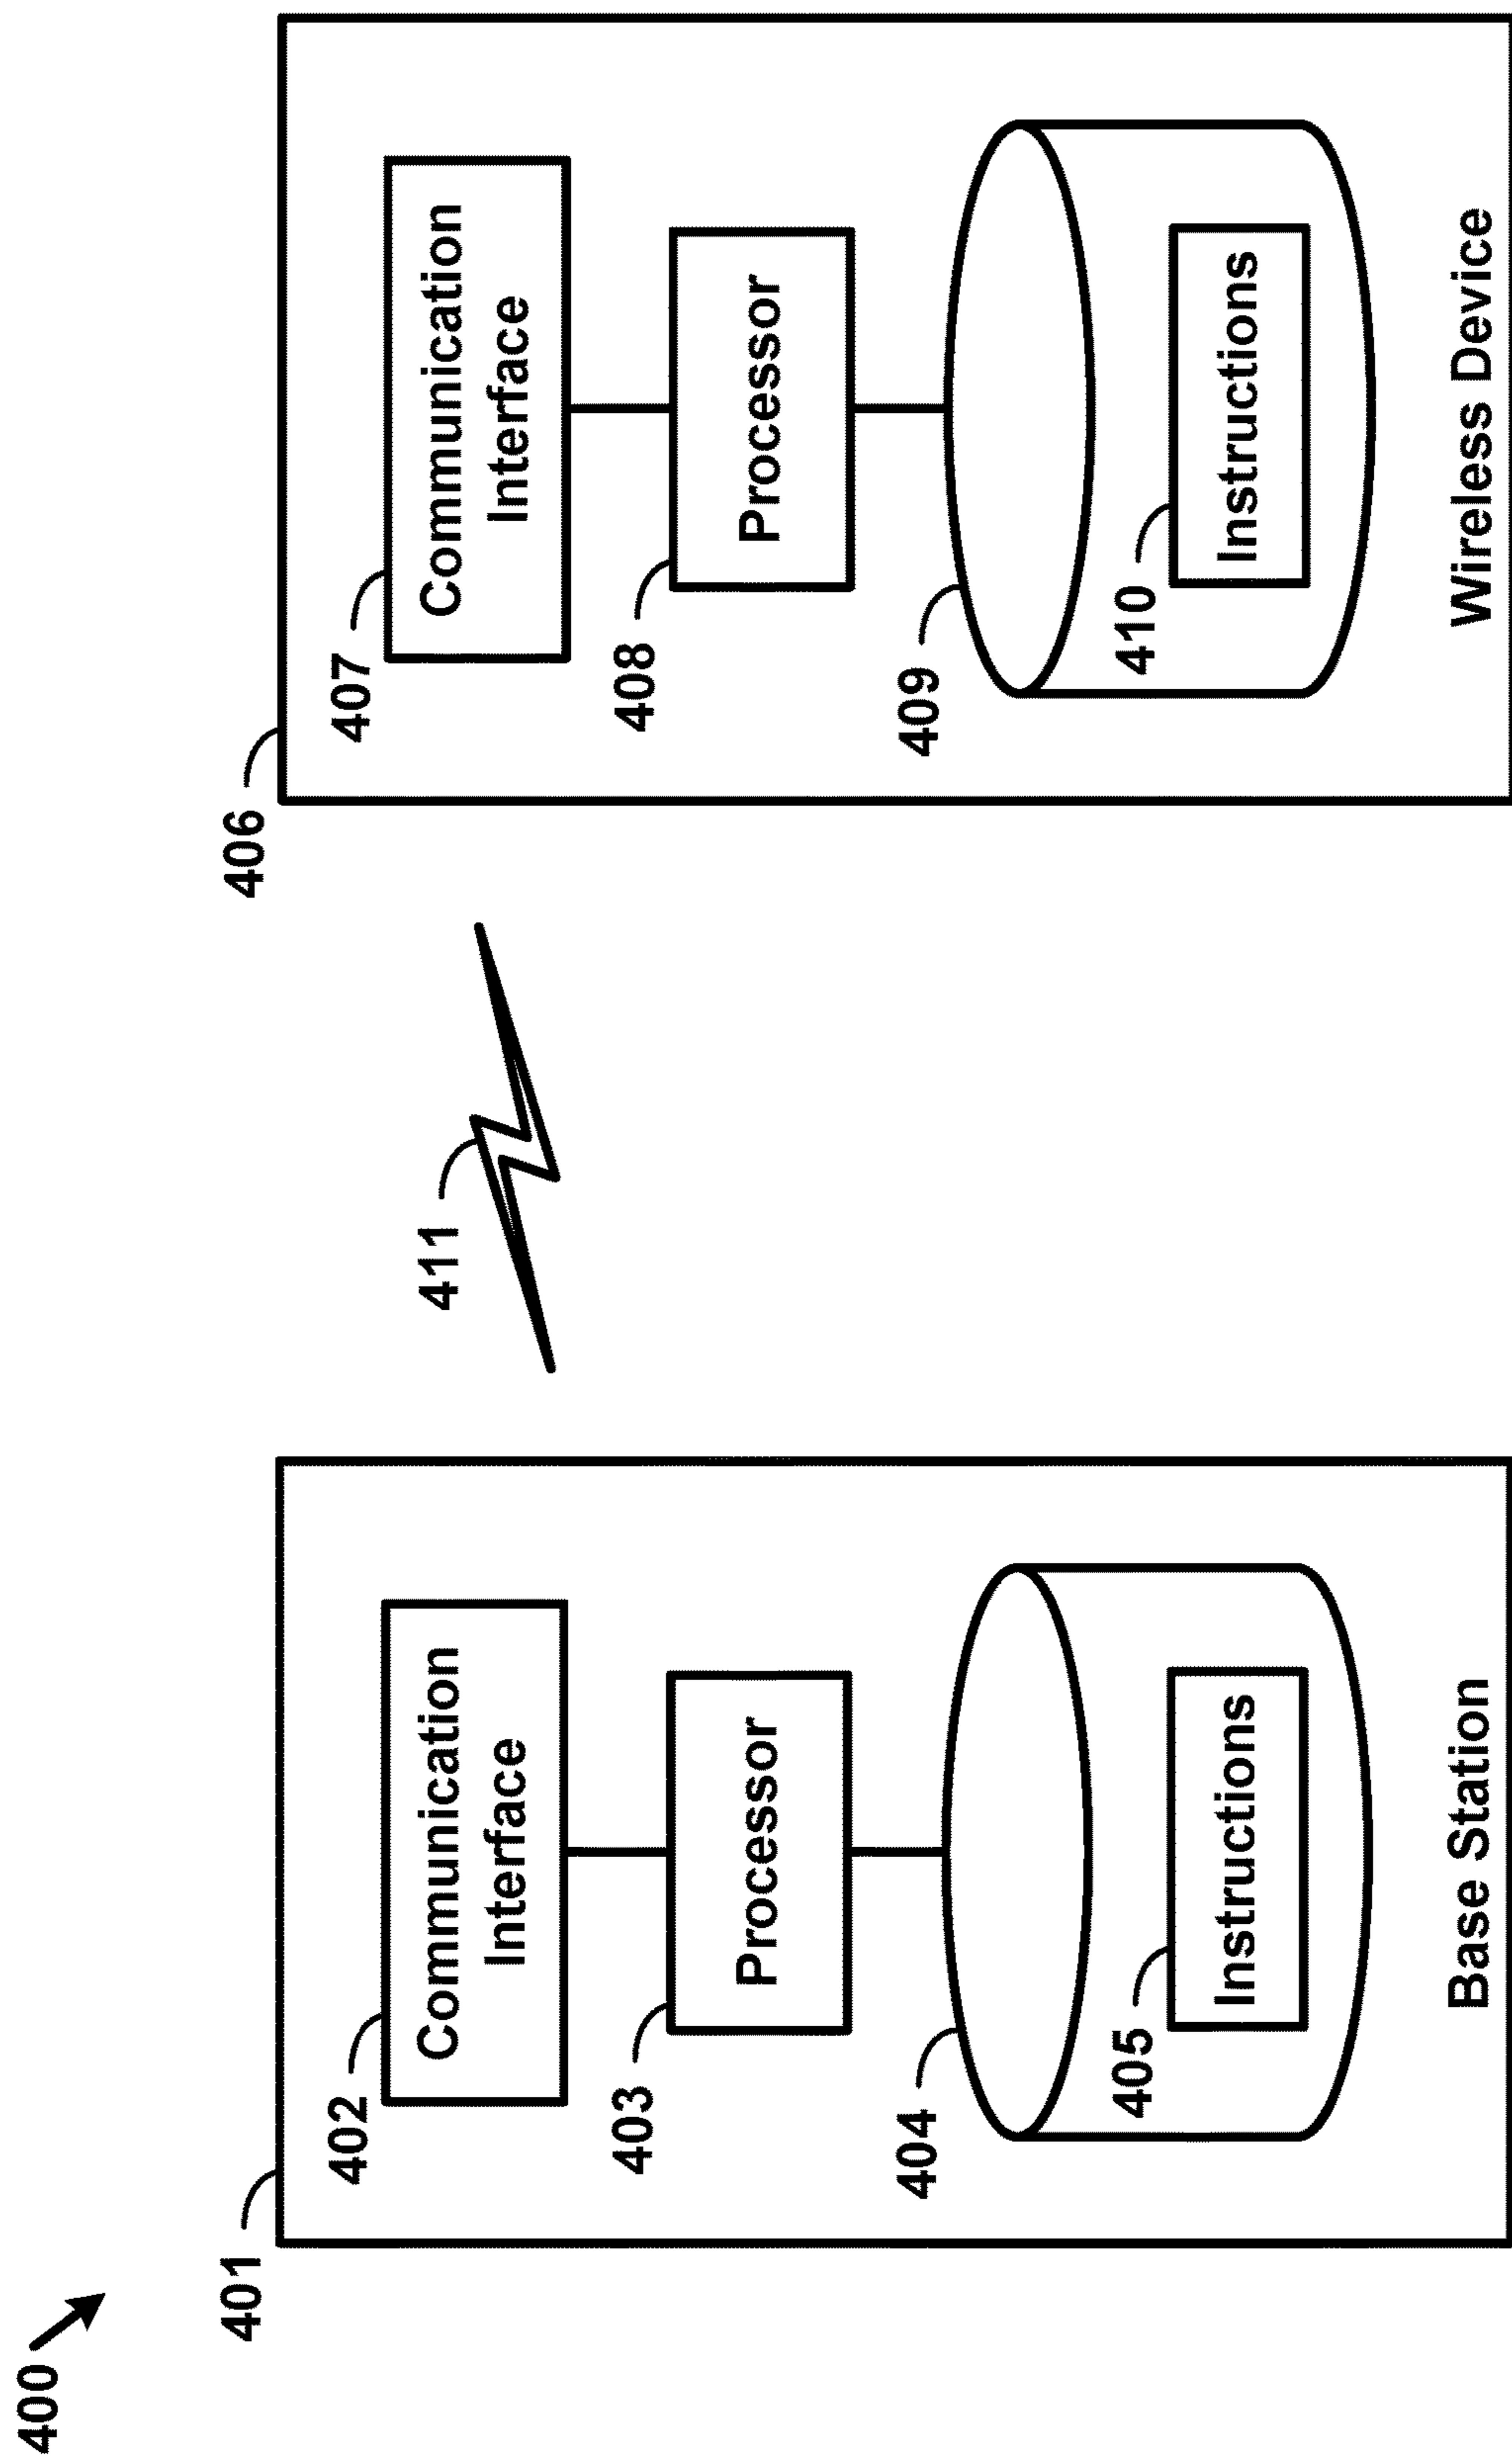 400
401
402
Communication
Interface
403
Processor
404
405
Instructions
Base Station
411
406
407
Communication
Interface
408
Processor
409
410
Instructions
Wireless Device